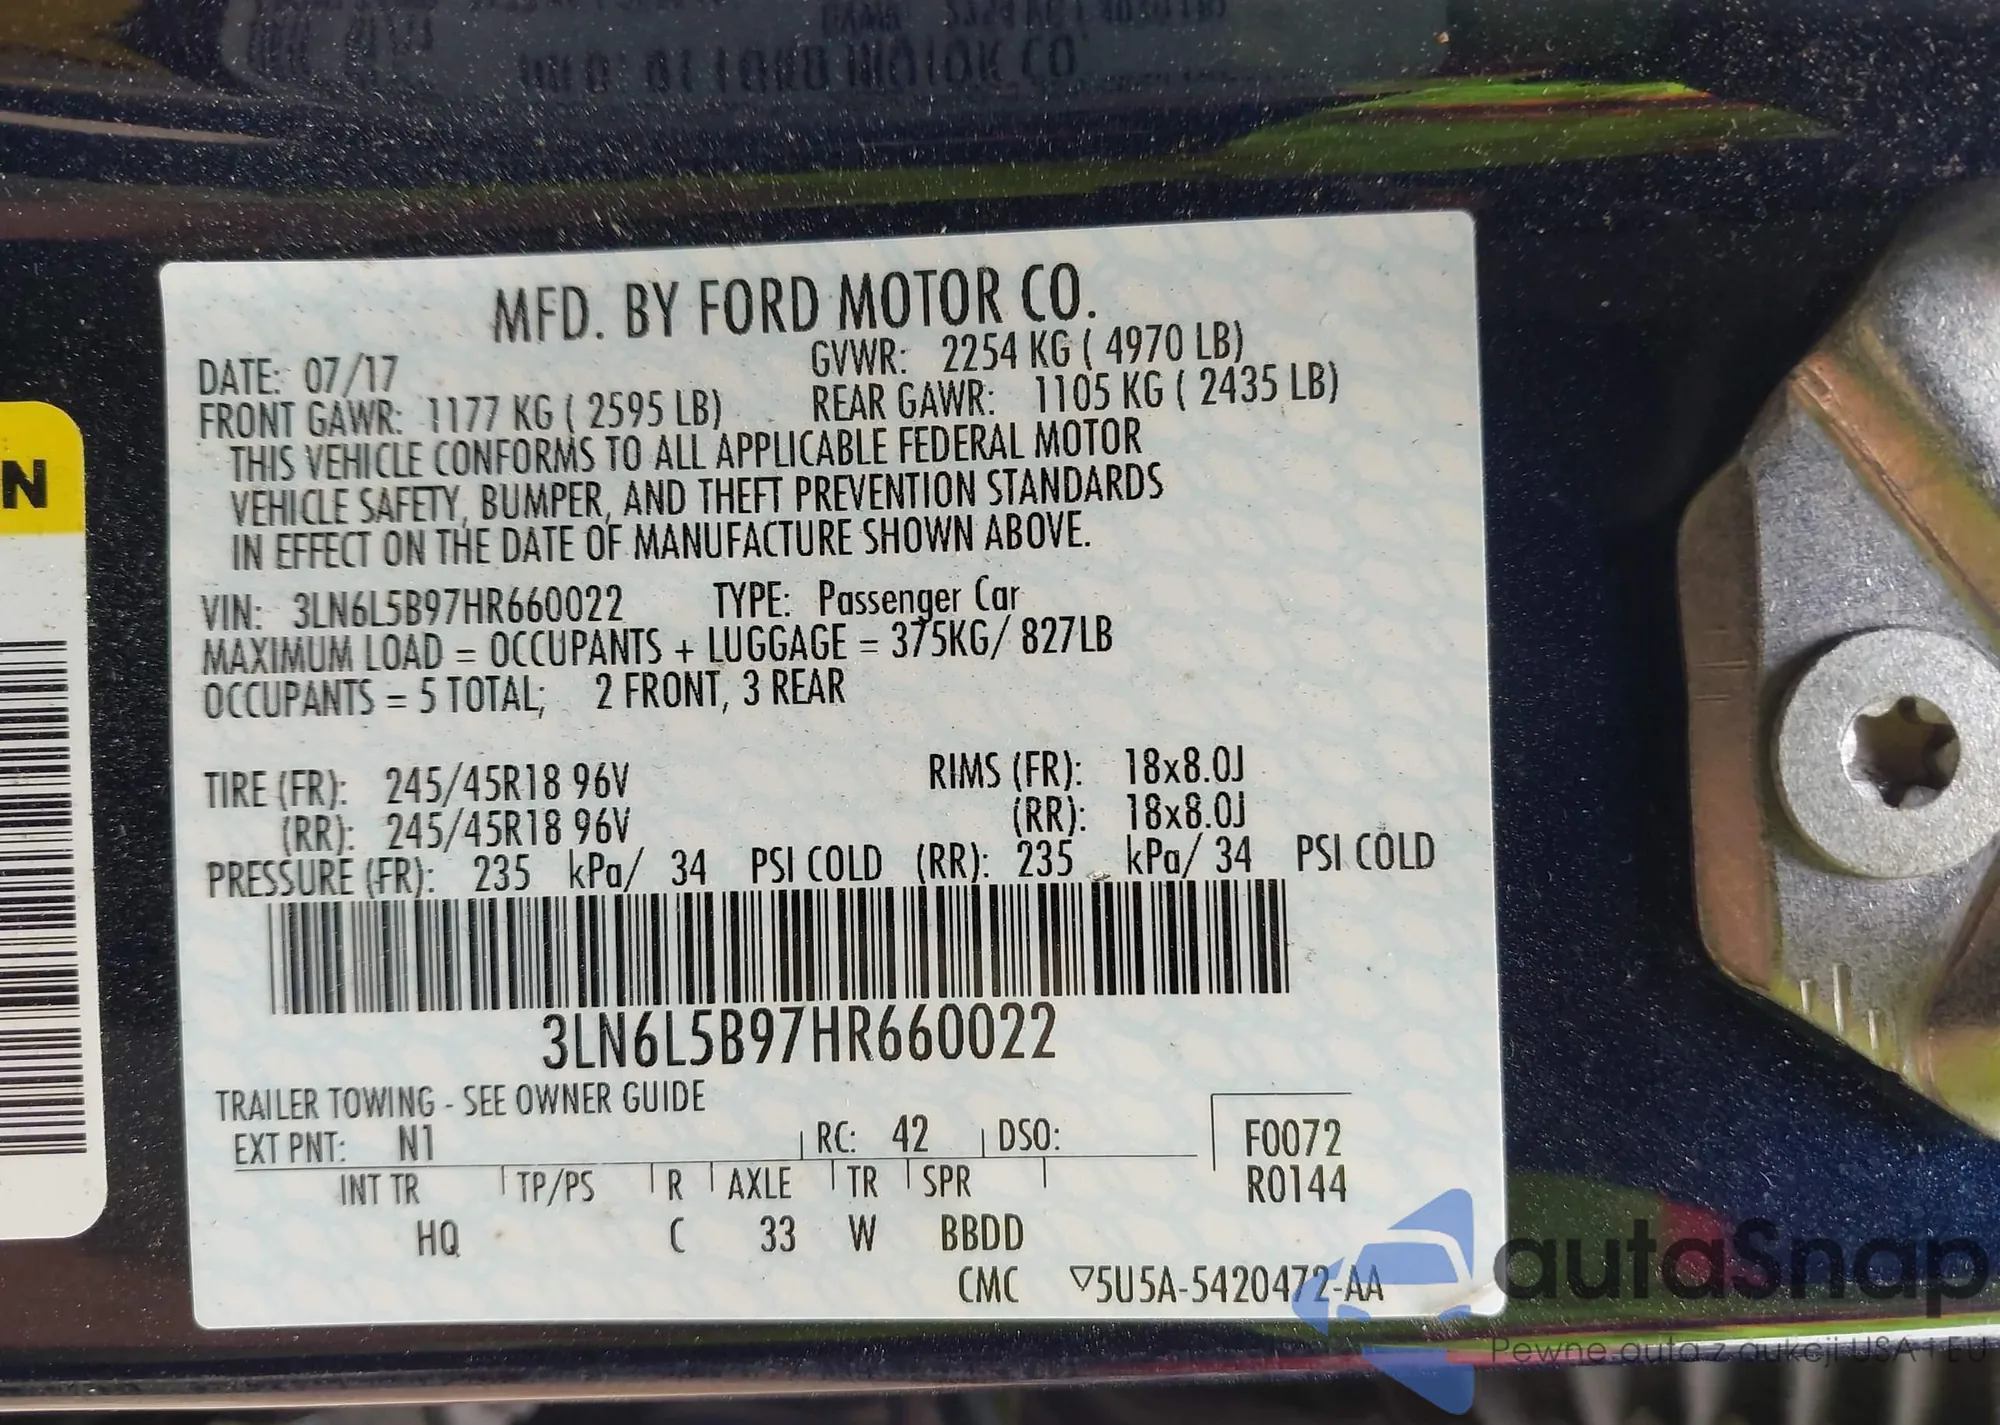 MFD. BY FORD MOTOR CO.
DATE: 07/17 GVWR: 2254 KG ( 4970 LB)
FRONT GAWR: 1177 KG ( 2595 LB) REAR GAWR: 1105 KG ( 2435 LB)
THIS VEHICLE CONFORMS TO ALL APPLICABLE FEDERAL MOTOR
VEHICLE SAFETY, BUMPER, AND THEFT PREVENTION STANDARDS
IN EFFECT ON THE DATE OF MANUFACTURE SHOWN ABOVE.
VIN: 3LN6L5B97HR660022 TYPE: Passenger Car
MAXIMUM LOAD = OCCUPANTS + LUGGAGE = 375KG/ 827LB
OCCUPANTS = 5 TOTAL; 2 FRONT, 3 REAR
TIRE (FR): 245/45R18 96V RIMS (FR): 18x8.0J
(RR): 245/45R18 96V (RR): 18x8.0J
PRESSURE (FR): 235 kPa/ 34 PSI COLD (RR): 235 kPa/ 34 PSI COLD
3LN6L5B97HR660022
TRAILER TOWING - SEE OWNER GUIDE
EXT PNT: N1 RC: 42 DSO: F0072
INT TR TP/PS R AXLE TR SPR R0144
HQ C 33 W BBDD
CMC ▽5U5A-5420472-AA
N
autaSnap
Pewne auta z aukcji USA i EU